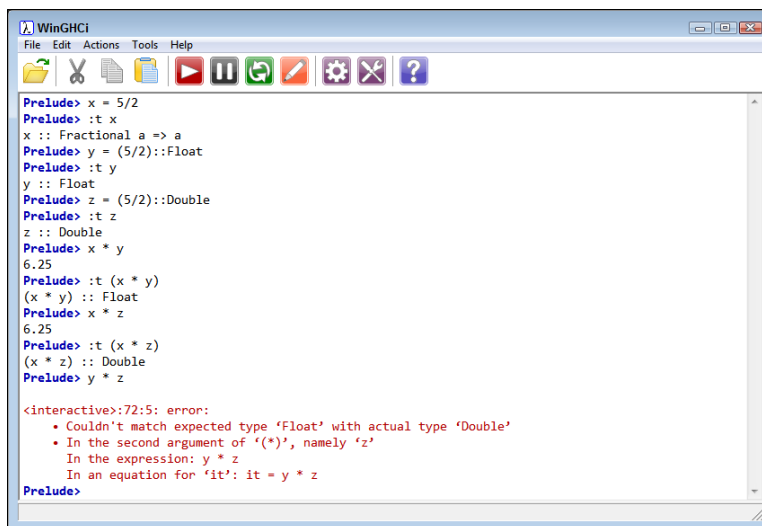 λ WinGHCi
File Edit Actions Tools Help
Prelude> x = 5/2
Prelude> :t x
x :: Fractional a => a
Prelude> y = (5/2)::Float
Prelude> :t y
y :: Float
Prelude> z = (5/2)::Double
Prelude> :t z
z :: Double
Prelude> x * y
6.25
Prelude> :t (x * y)
(x * y) :: Float
Prelude> x * z
6.25
Prelude> :t (x * z)
(x * z) :: Double
Prelude> y * z
<interactive>:72:5: error:
• Couldn't match expected type ‘Float’ with actual type ‘Double’
• In the second argument of ‘(*)’, namely ‘z’
In the expression: y * z
In an equation for ‘it’: it = y * z
Prelude>